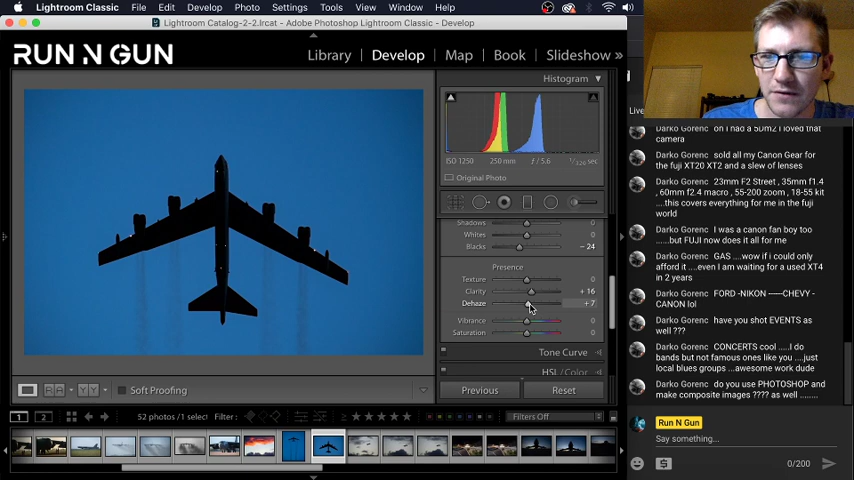 Lightroom Classic File Edit Develop Photo Settings Tools View Window Help
Lightroom Catalog-2-2.lrcat - Adobe Photoshop Lightroom Classic - Develop
RUN N GUN
Library | Develop | Map | Book | Slideshow »
Histogram
ISO 1250 250 mm ƒ / 5.6
Original Photo
Shadows 0
Whites 0
Blacks − 24
Presence
Texture 0
Clarity + 16
Dehaze + 7
Vibrance 0
Saturation 0
Tone Curve
HSL / Color
Soft Proofing
Previous
Reset
1 2 52 photos /1 select Filter : Filters Off
Live
Darko Gorenc on I had a 5Dm2 I loved that
camera
Darko Gorenc sold all my Canon Gear for
the fuji XT20 XT2 and a slew of lenses
Darko Gorenc 23mm F2 Street , 35mm f1.4
, 60mm f2.4 macro , 55-200 zoom , 18-55 kit
....this covers everything for me in the fuji
world
Darko Gorenc I was a canon fan boy too
......but FUJI now does it all for me
Darko Gorenc GAS ....wow if i could only
afford it ....even I am waiting for a used XT4
in 2 years
Darko Gorenc FORD -NIKON -----CHEVY -
CANON lol
Darko Gorenc have you shot EVENTS as
well ???
Darko Gorenc CONCERTS cool .....I do
bands but not famous ones like you ....just
local blues groups ...awesome work dude
Darko Gorenc do you use PHOTOSHOP and
make composite images ???? as well ........
Run N Gun
Say something...
0/200